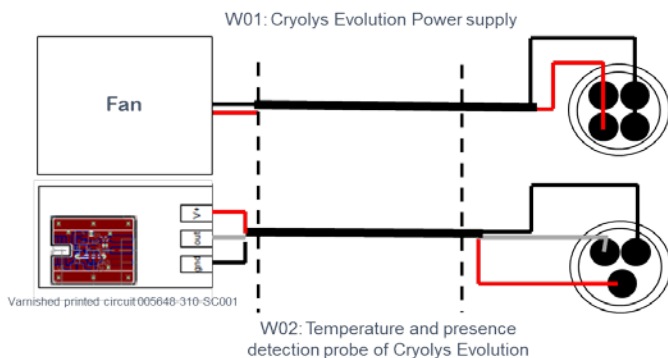 W01: Cryolys Evolution Power supply
Fan
V+
out
gnd
Varnished printed circuit 005648-310-SC001
W02: Temperature and presence
detection probe of Cryolys Evolution